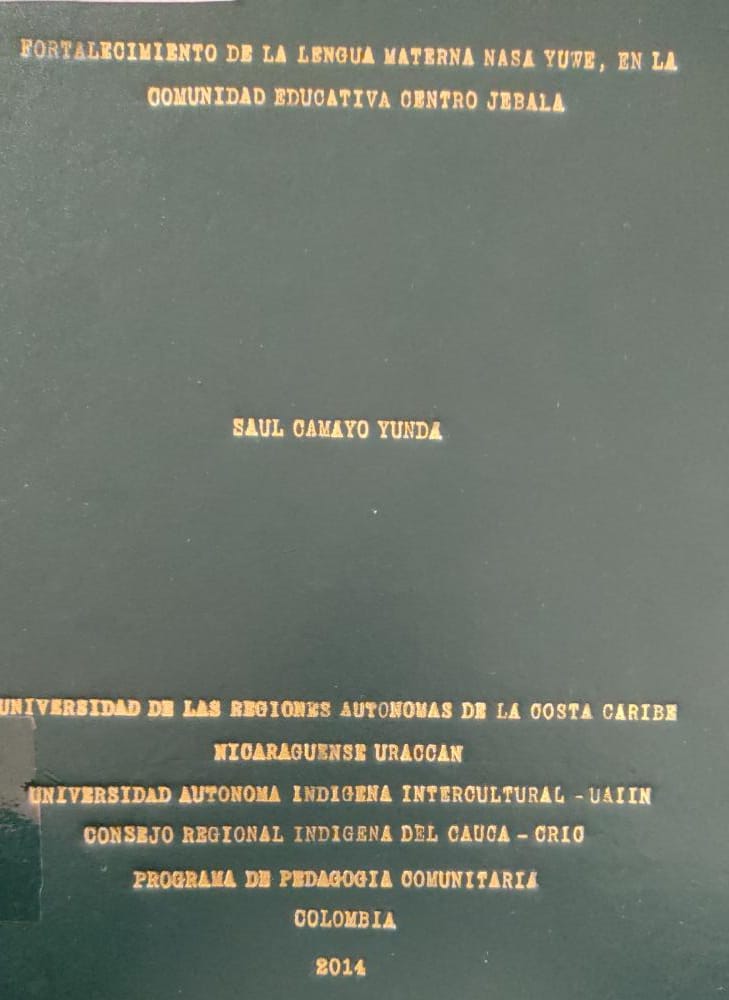 FORTALECIMIENTO DE LA LENGUA MATERNA NASA YUWE, EN LA
COMUNIDAD EDUCATIVA CENTRO JEBALA
SAUL CAMAYO YUNDA
UNIVERSIDAD DE LAS REGIONES AUTONOMAS DE LA COSTA CARIBE
NICARAGUENSE URACCAN
UNIVERSIDAD AUTONOMA INDIGENA INTERCULTURAL - UAIIN
CONSEJO REGIONAL INDIGENA DEL CAUCA - CRIC
PROGRAMA DE PEDAGOGIA COMUNITARIA
COLOMBIA
2014